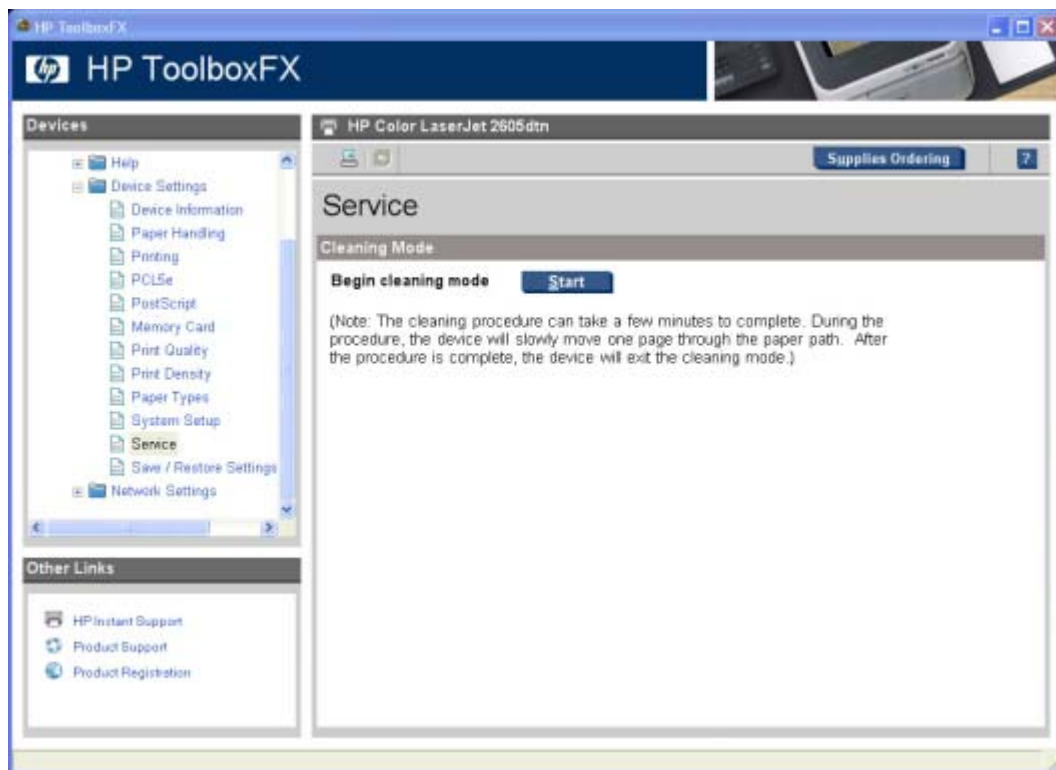 HP ToolboxFX
hp HP ToolboxFX
Devices
Help
Device Settings
Device Information
Paper Handling
Printing
PCL5e
PostScript
Memory Card
Print Quality
Print Density
Paper Types
System Setup
Service
Save / Restore Settings
Network Settings
Other Links
HP Instant Support
Product Support
Product Registration
HP Color LaserJet 2605dtn
Supplies Ordering ?
Service
Cleaning Mode
Begin cleaning mode Start
(Note: The cleaning procedure can take a few minutes to complete. During the
procedure, the device will slowly move one page through the paper path. After
the procedure is complete, the device will exit the cleaning mode.)